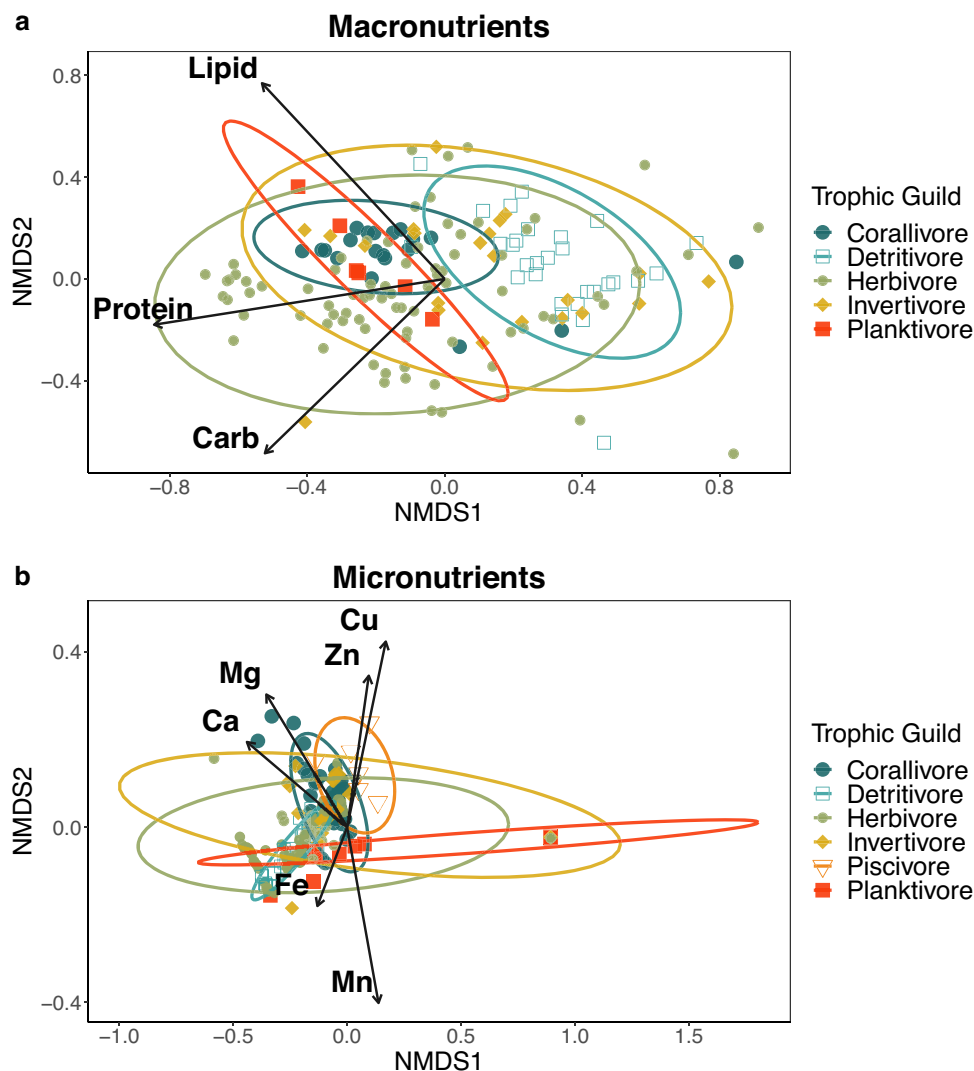 a
Macronutrients
0.8
0.4
0.0
−0.4
NMDS2
Lipid
Protein
Carb
−0.8
−0.4
0.0
0.4
0.8
NMDS1
Trophic Guild
Corallivore
Detritivore
Herbivore
Invertivore
Planktivore
b
Micronutrients
0.4
0.0
−0.4
NMDS2
Cu
Zn
Mg
Ca
Fe
Mn
−1.0
−0.5
0.0
0.5
1.0
1.5
NMDS1
Trophic Guild
Corallivore
Detritivore
Herbivore
Invertivore
Piscivore
Planktivore